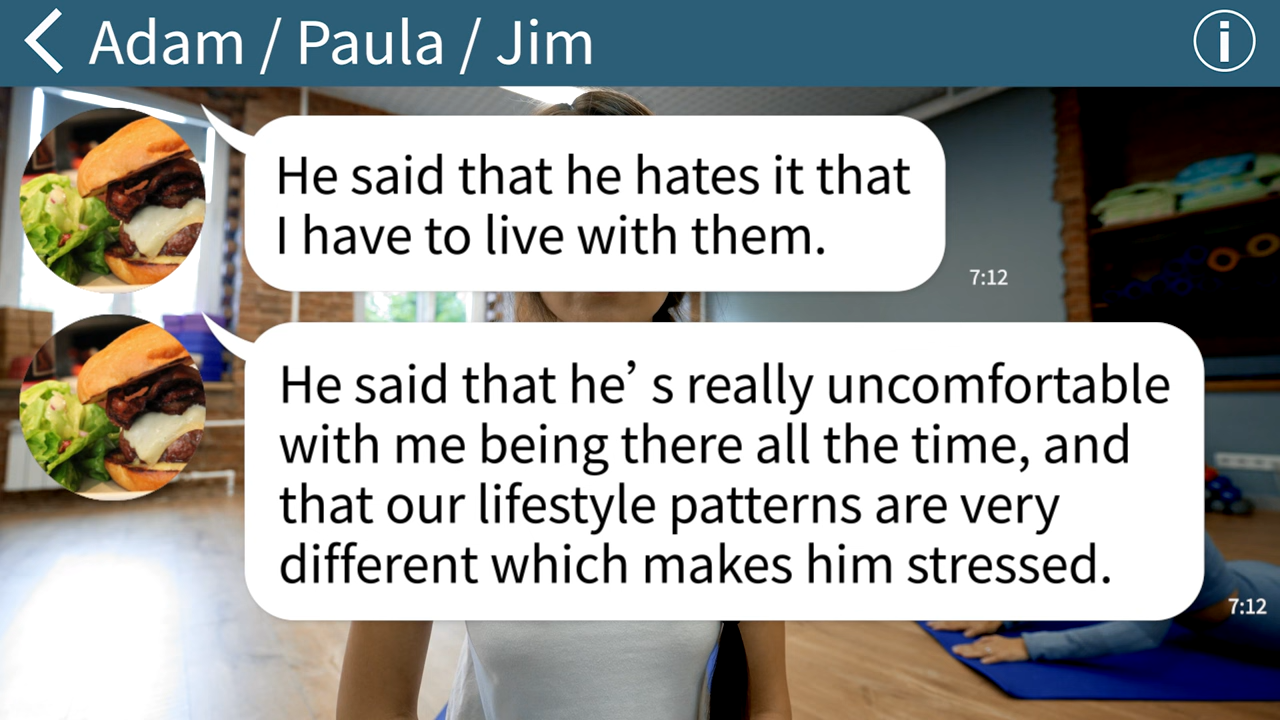 Adam / Paula / Jim
He said that he hates it that
I have to live with them.
7:12
He said that he’ s really uncomfortable
with me being there all the time, and
that our lifestyle patterns are very
different which makes him stressed.
7:12